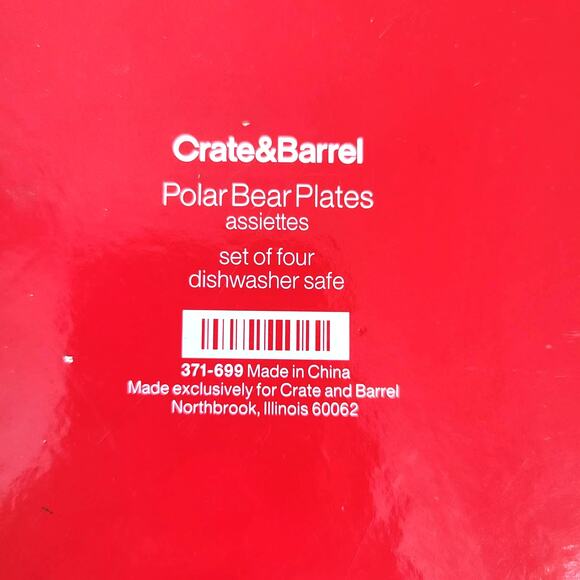 Crate&Barrel
Polar Bear Plates
assiettes
set of four
dishwasher safe
371-699 Made in China
Made exclusively for Crate and Barrel
Northbrook, Illinois 60062